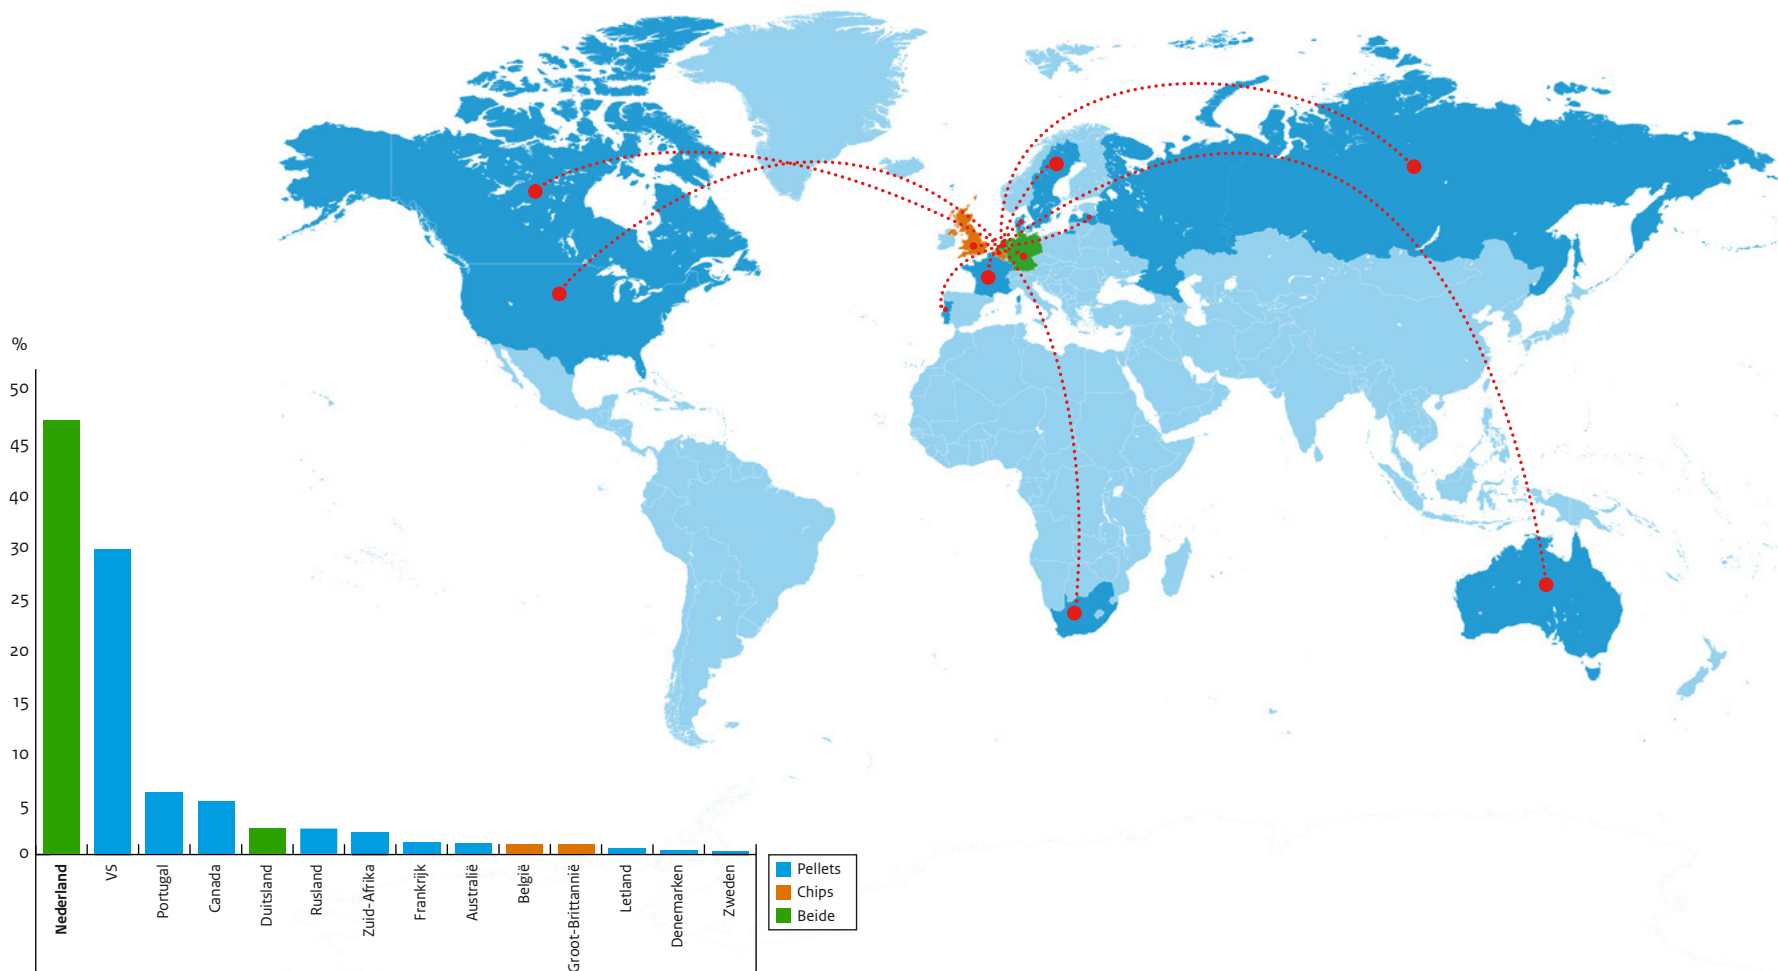 %
50
45
40
30
25
20
15
10
5
0
Nederland
VS
Portugal
Canada
Duitsland
Rusland
Zuid-Afrika
Frankrijk
Australië
België
Groot-Brittannië
Letland
Denemarken
Zweden
Pellets
Chips
Beide